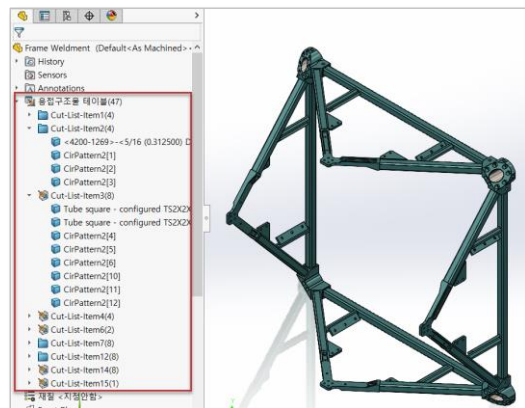 Frame Weldment (Default<As Machined>
History
Sensors
Annotations
용접구조물 테이블(47)
Cut-List-Item1(4)
Cut-List-Item2(4)
<4200-1269>-<5/16 (0.312500) D
CirPattern2[1]
CirPattern2[2]
CirPattern2[3]
Cut-List-Item3(8)
Tube square - configured TS2X2X
Tube square - configured TS2X2X
CirPattern2[4]
CirPattern2[5]
CirPattern2[6]
CirPattern2[10]
CirPattern2[11]
CirPattern2[12]
Cut-List-Item4(4)
Cut-List-Item6(2)
Cut-List-Item7(8)
Cut-List-Item12(8)
Cut-List-Item14(8)
Cut-List-Item15(1)
재질 <지정안함>